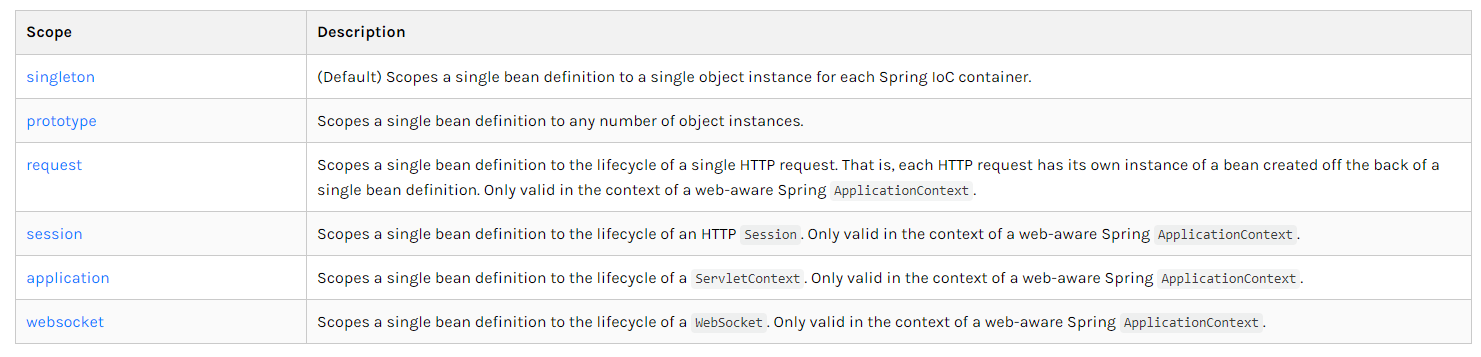 Scope Description
singleton (Default) Scopes a single bean definition to a single object instance for each Spring IoC container.
prototype Scopes a single bean definition to any number of object instances.
request Scopes a single bean definition to the lifecycle of a single HTTP request. That is, each HTTP request has its own instance of a bean created off the back of a
single bean definition. Only valid in the context of a web-aware Spring ApplicationContext.
session Scopes a single bean definition to the lifecycle of an HTTP Session. Only valid in the context of a web-aware Spring ApplicationContext.
application Scopes a single bean definition to the lifecycle of a ServletContext. Only valid in the context of a web-aware Spring ApplicationContext.
websocket Scopes a single bean definition to the lifecycle of a WebSocket. Only valid in the context of a web-aware Spring ApplicationContext.